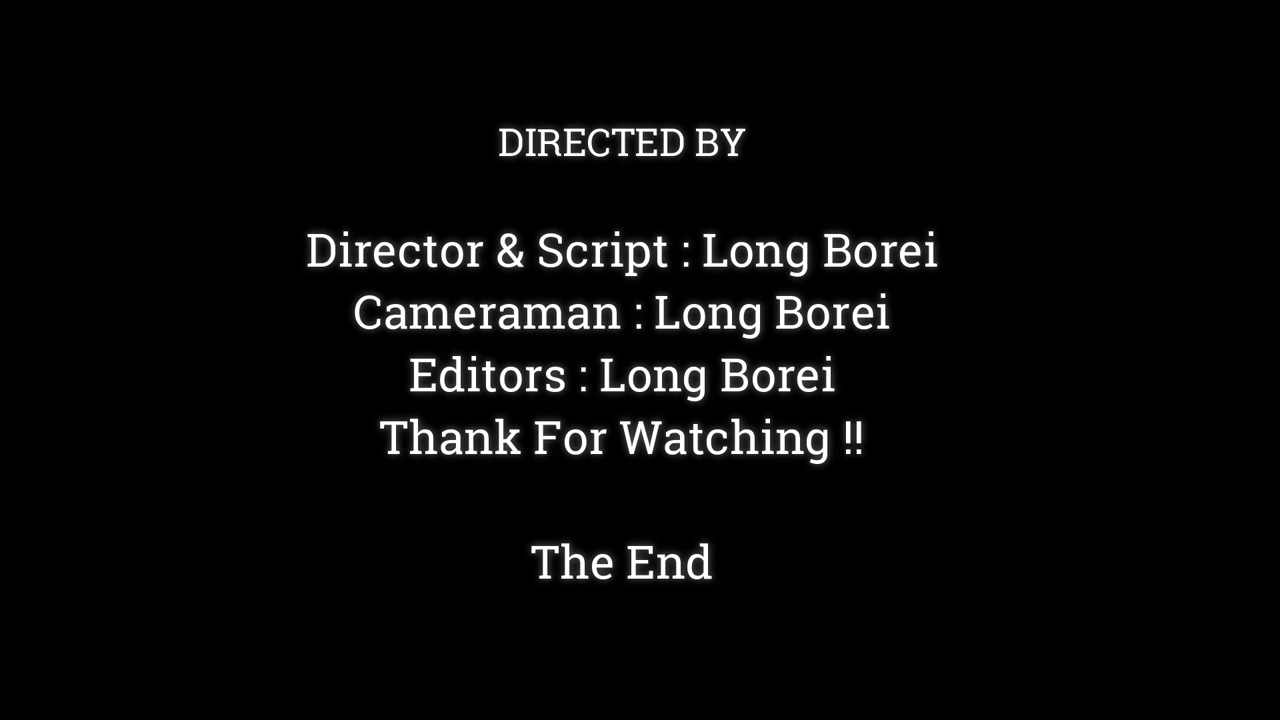 DIRECTED BY
Director & Script : Long Borei
Cameraman : Long Borei
Editors : Long Borei
Thank For Watching !!
The End